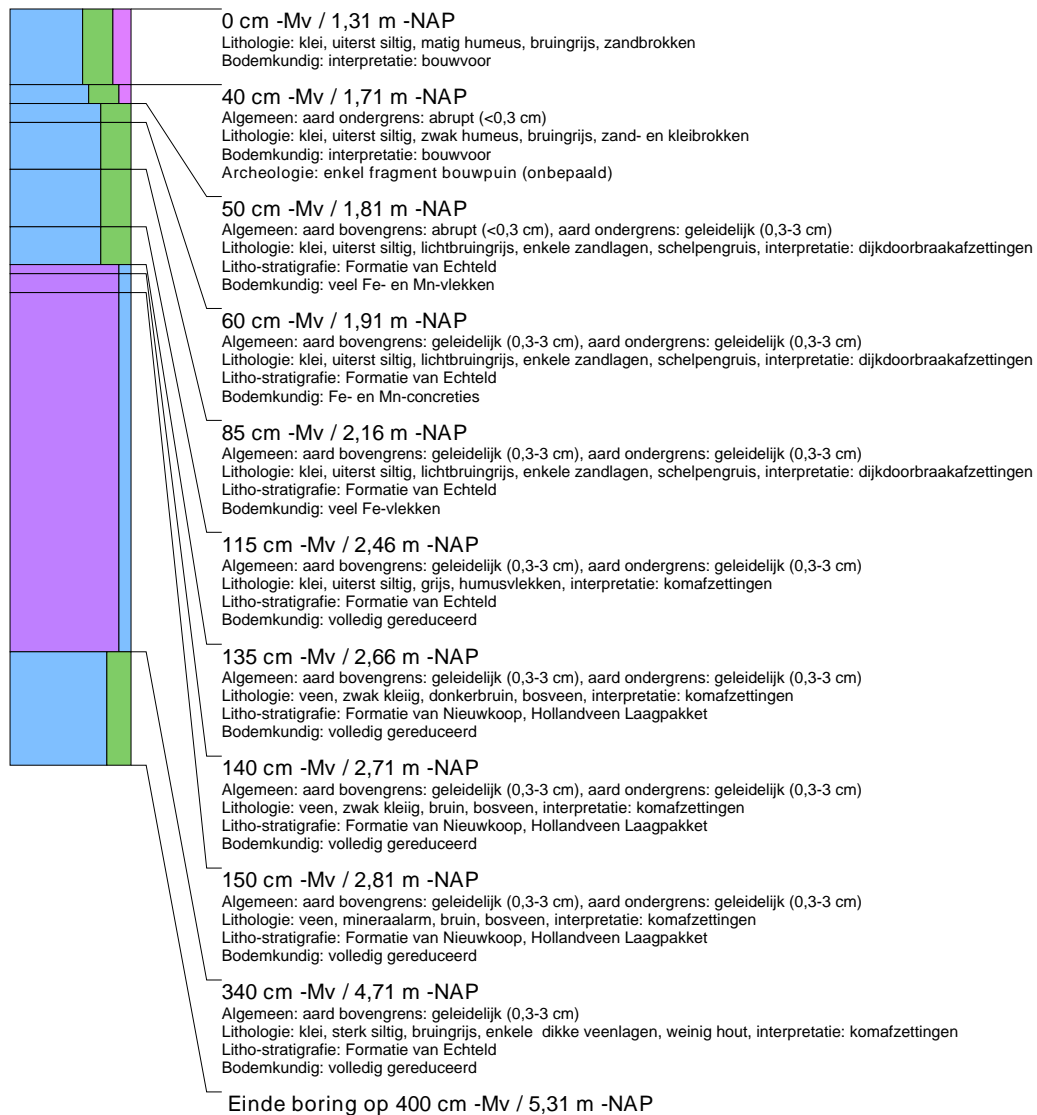 0 cm -Mv / 1,31 m -NAP
Lithologie: klei, uiterst siltig, matig humeus, bruingrijs, zandbrokken
Bodemkundig: interpretatie: bouwvoor
40 cm -Mv / 1,71 m -NAP
Algemeen: aard ondergrens: abrupt (<0,3 cm)
Lithologie: klei, uiterst siltig, zwak humeus, bruingrijs, zand- en kleibrokken
Bodemkundig: interpretatie: bouwvoor
Archeologie: enkel fragment bouwpuin (onbepaald)
50 cm -Mv / 1,81 m -NAP
Algemeen: aard bovengrens: abrupt (<0,3 cm), aard ondergrens: geleidelijk (0,3-3 cm)
Lithologie: klei, uiterst siltig, lichtbruingrijs, enkele zandlagen, schelpengruis, interpretatie: dijkdoorbraakafzettingen
Litho-stratigrafie: Formatie van Echteld
Bodemkundig: veel Fe- en Mn-vlekken
60 cm -Mv / 1,91 m -NAP
Algemeen: aard bovengrens: geleidelijk (0,3-3 cm), aard ondergrens: geleidelijk (0,3-3 cm)
Lithologie: klei, uiterst siltig, lichtbruingrijs, enkele zandlagen, schelpengruis, interpretatie: dijkdoorbraakafzettingen
Litho-stratigrafie: Formatie van Echteld
Bodemkundig: Fe- en Mn-concreties
85 cm -Mv / 2,16 m -NAP
Algemeen: aard bovengrens: geleidelijk (0,3-3 cm), aard ondergrens: geleidelijk (0,3-3 cm)
Lithologie: klei, uiterst siltig, lichtbruingrijs, enkele zandlagen, schelpengruis, interpretatie: dijkdoorbraakafzettingen
Litho-stratigrafie: Formatie van Echteld
Bodemkundig: veel Fe-vlekken
115 cm -Mv / 2,46 m -NAP
Algemeen: aard bovengrens: geleidelijk (0,3-3 cm), aard ondergrens: geleidelijk (0,3-3 cm)
Lithologie: klei, uiterst siltig, grijs, humusvlekken, interpretatie: komafzettingen
Litho-stratigrafie: Formatie van Echteld
Bodemkundig: volledig gereduceerd
135 cm -Mv / 2,66 m -NAP
Algemeen: aard bovengrens: geleidelijk (0,3-3 cm), aard ondergrens: geleidelijk (0,3-3 cm)
Lithologie: veen, zwak kleiig, donkerbruin, bosveen, interpretatie: komafzettingen
Litho-stratigrafie: Formatie van Nieuwkoop, Hollandveen Laagpakket
Bodemkundig: volledig gereduceerd
140 cm -Mv / 2,71 m -NAP
Algemeen: aard bovengrens: geleidelijk (0,3-3 cm), aard ondergrens: geleidelijk (0,3-3 cm)
Lithologie: veen, zwak kleiig, bruin, bosveen, interpretatie: komafzettingen
Litho-stratigrafie: Formatie van Nieuwkoop, Hollandveen Laagpakket
Bodemkundig: volledig gereduceerd
150 cm -Mv / 2,81 m -NAP
Algemeen: aard bovengrens: geleidelijk (0,3-3 cm), aard ondergrens: geleidelijk (0,3-3 cm)
Lithologie: veen, mineraalarm, bruin, bosveen, interpretatie: komafzettingen
Litho-stratigrafie: Formatie van Nieuwkoop, Hollandveen Laagpakket
Bodemkundig: volledig gereduceerd
340 cm -Mv / 4,71 m -NAP
Algemeen: aard bovengrens: geleidelijk (0,3-3 cm)
Lithologie: klei, sterk siltig, bruingrijs, enkele dikke veenlagen, weinig hout, interpretatie: komafzettingen
Litho-stratigrafie: Formatie van Echteld
Bodemkundig: volledig gereduceerd
Einde boring op 400 cm -Mv / 5,31 m -NAP